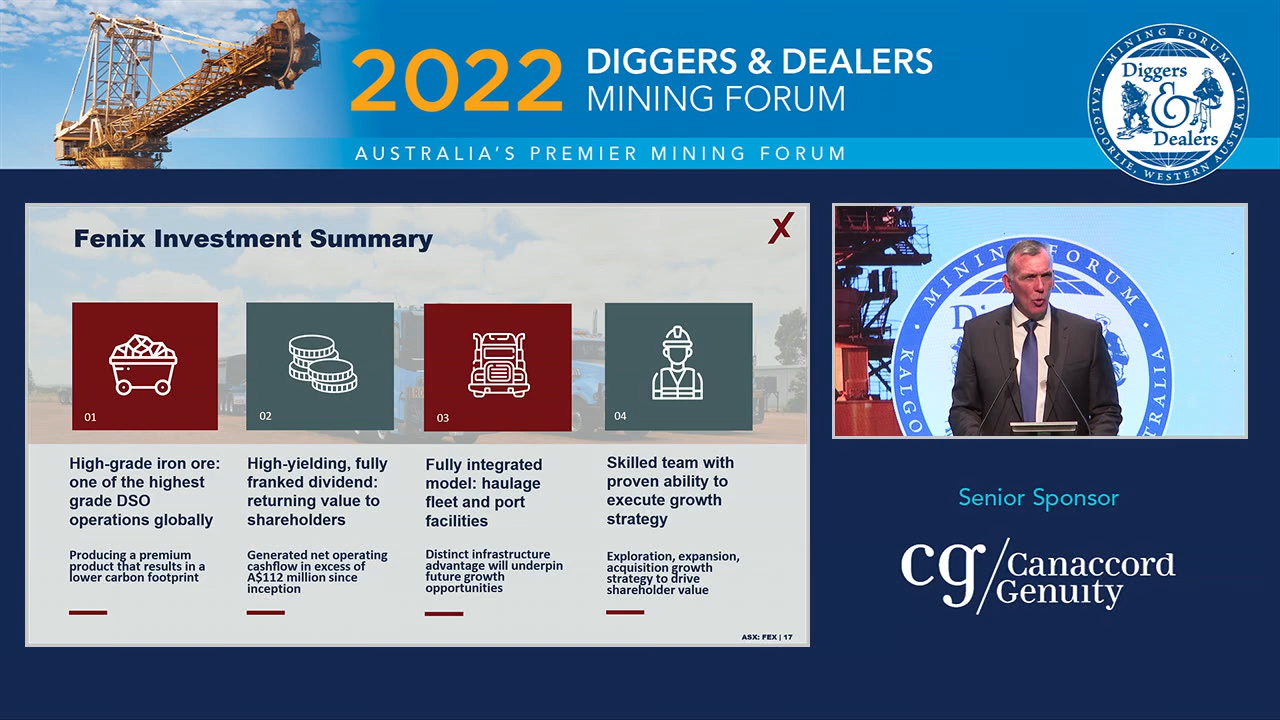 2022
DIGGERS & DEALERS
MINING FORUM
AUSTRALIA'S PREMIER MINING FORUM
MINING FORUM
Diggers
&
Dealers
KALGOORLIE, WESTERN AUSTRALIA
Fenix Investment Summary
X
01
02
03
04
High-grade iron ore:
one of the highest
grade DSO
operations globally
Producing a premium
product that results in a
lower carbon footprint
High-yielding, fully
franked dividend:
returning value to
shareholders
Generated net operating
cashflow in excess of
A$112 million since
inception
Fully integrated
model: haulage
fleet and port
facilities
Distinct infrastructure
advantage will underpin
future growth
opportunities
Skilled team with
proven ability to
execute growth
strategy
Exploration, expansion,
acquisition growth
strategy to drive
shareholder value
ASX: FEX | 17
MINING FORUM
Di
KALGO
TRALIA
Senior Sponsor
cg/Canaccord
Genuity